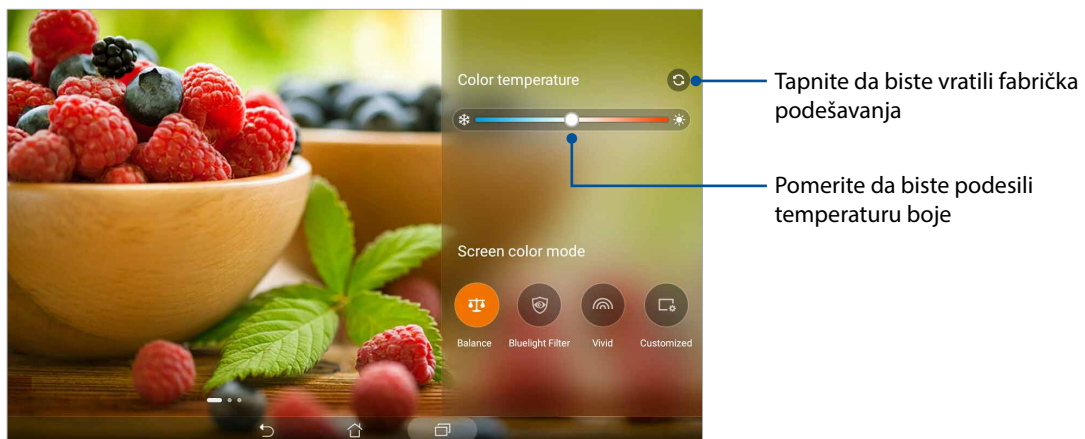 Color temperature
Tapnite da biste vratili fabrička
podešavanja
Pomerite da biste podesili
temperaturu boje
Screen color mode
Balance
Bluelight Filter
Vivid
Customized